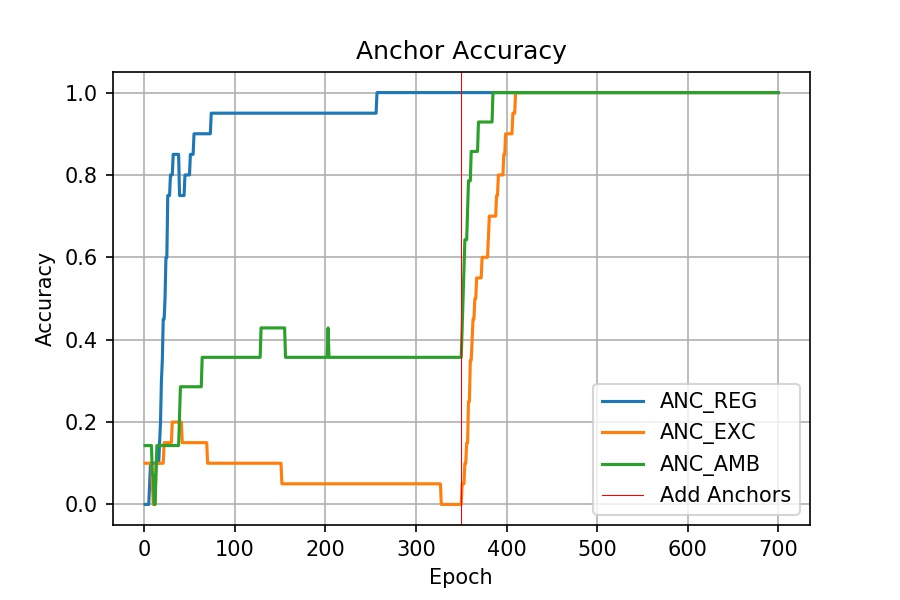 Anchor Accuracy
1.0
0.8
0.6
0.4
0.2
0.0
Accuracy
ANC_REG
ANC_EXC
ANC_AMB
Add Anchors
0 100 200 300 400 500 600 700
Epoch